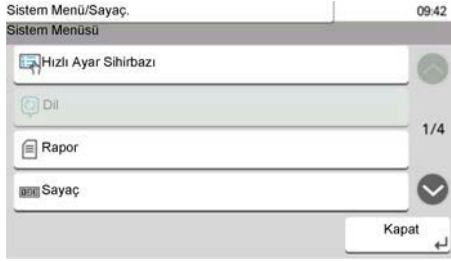 Sistem Menü/Sayaç.
09:42
Sistem Menüsü
Hızlı Ayar Sihirbazı
Dil
Rapor
1/4
Sayaç
Kapat